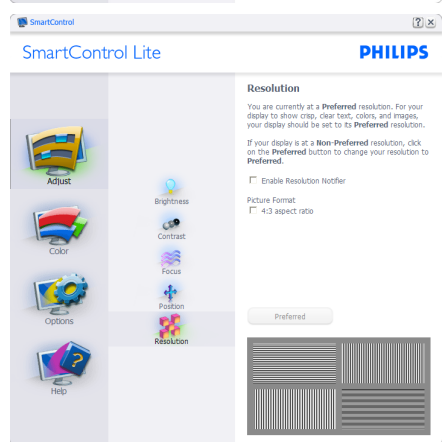 SmartControl
SmartControl Lite
PHILIPS
Adjust
Color
Options
Help
Brightness
Contrast
Focus
Position
Resolution
Resolution
You are currently at a Preferred resolution. For your
display to show crisp, clear text, colors, and images,
your display should be set to its Preferred resolution.
If your display is at a Non-Preferred resolution, click
on the Preferred button to change your resolution to
Preferred.
Enable Resolution Notifier
Picture Format
4:3 aspect ratio
Preferred